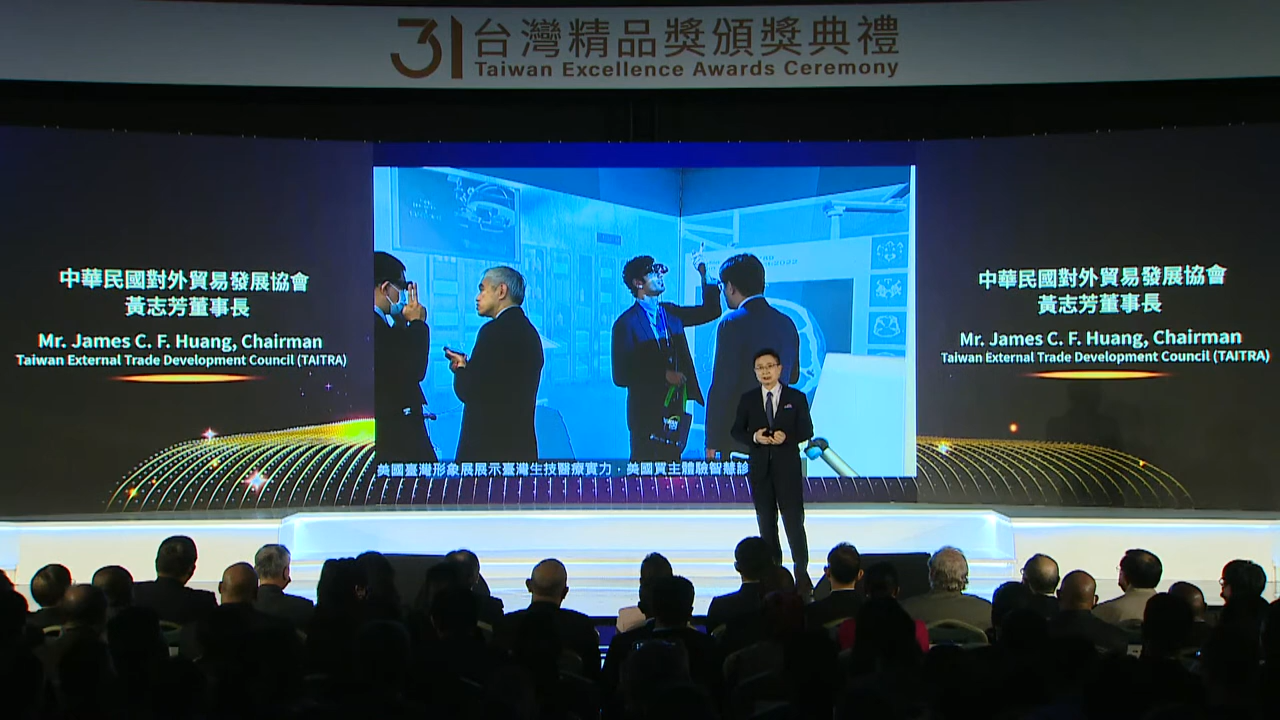 31 台灣精品獎頒獎典禮
Taiwan Excellence Awards Ceremony
中華民國對外貿易發展協會
黃志芳董事長
Mr. James C. F. Huang, Chairman
Taiwan External Trade Development Council (TAITRA)
美國臺灣形象展展示臺灣生技醫療實力，美國買主體驗智慧診
中華民國對外貿易發展協會
黃志芳董事長
Mr. James C. F. Huang, Chairman
Taiwan External Trade Development Council (TAITRA)